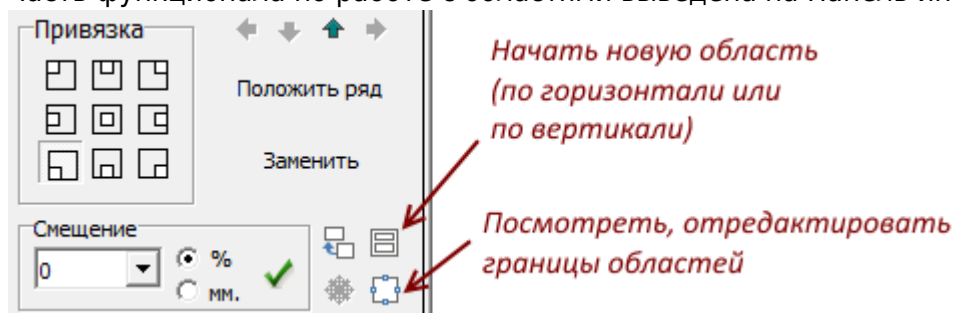 Привязка
Положить ряд
Заменить
Смещение
0
%
мм.
Начать новую область
(по горизонтали или
по вертикали)
Посмотреть, отредактировать
границы областей